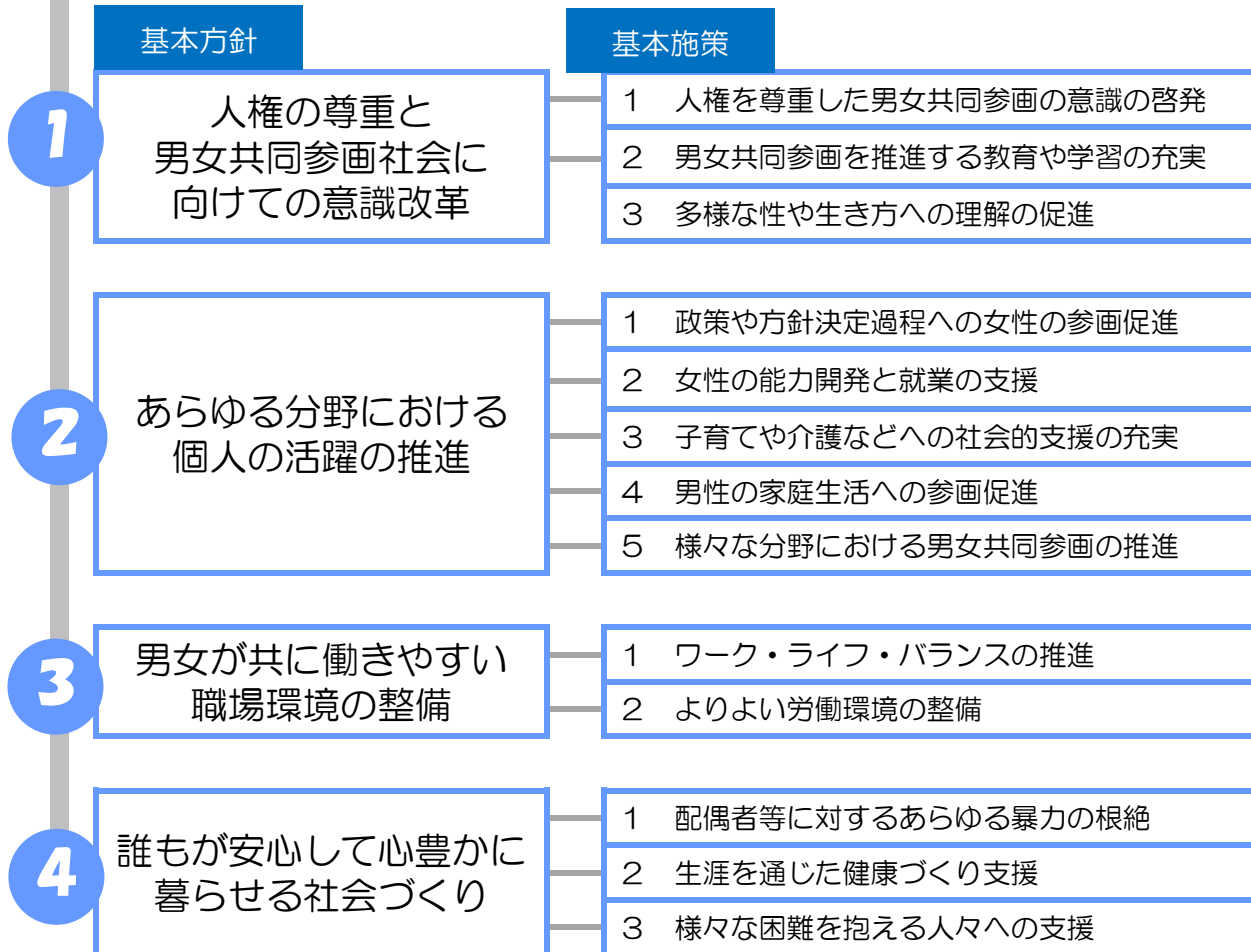 基本方針
基本施策
1
人権の尊重と
男女共同参画社会に
向けての意識改革
1 人権を尊重した男女共同参画の意識の啓発
2 男女共同参画を推進する教育や学習の充実
3 多様な性や生き方への理解の促進
2
あらゆる分野における
個人の活躍の推進
1 政策や方針決定過程への女性の参画促進
2 女性の能力開発と就業の支援
3 子育てや介護などへの社会的支援の充実
4 男性の家庭生活への参画促進
5 様々な分野における男女共同参画の推進
3
男女が共に働きやすい
職場環境の整備
1 ワーク・ライフ・バランスの推進
2 よりよい労働環境の整備
4
誰もが安心して心豊かに
暮らせる社会づくり
1 配偶者等に対するあらゆる暴力の根絶
2 生涯を通じた健康づくり支援
3 様々な困難を抱える人々への支援